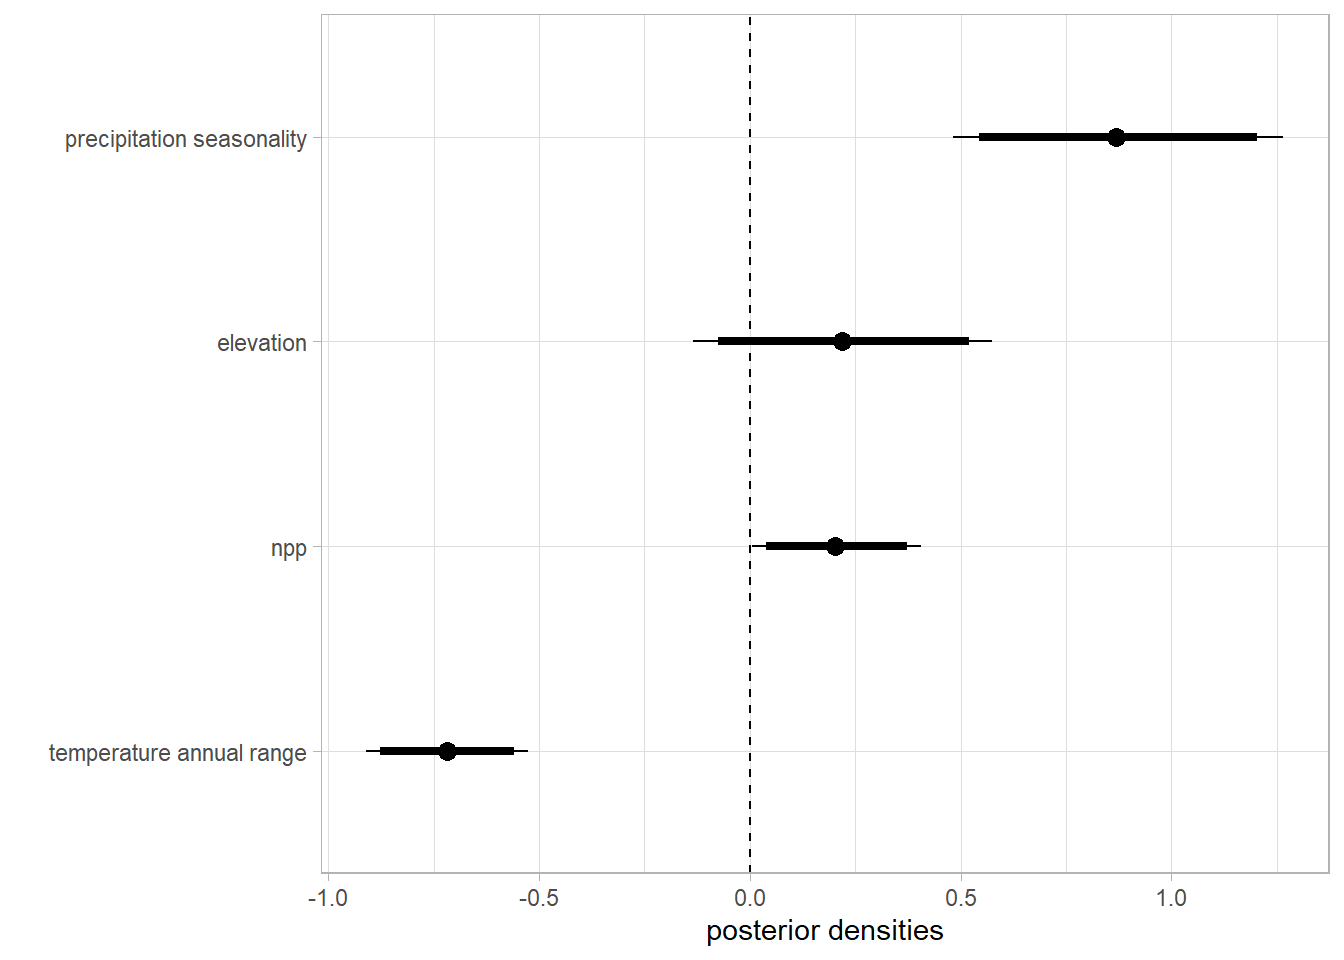 precipitation seasonality
elevation
npp
temperature annual range
-1.0 -0.5 0.0 0.5 1.0
posterior densities